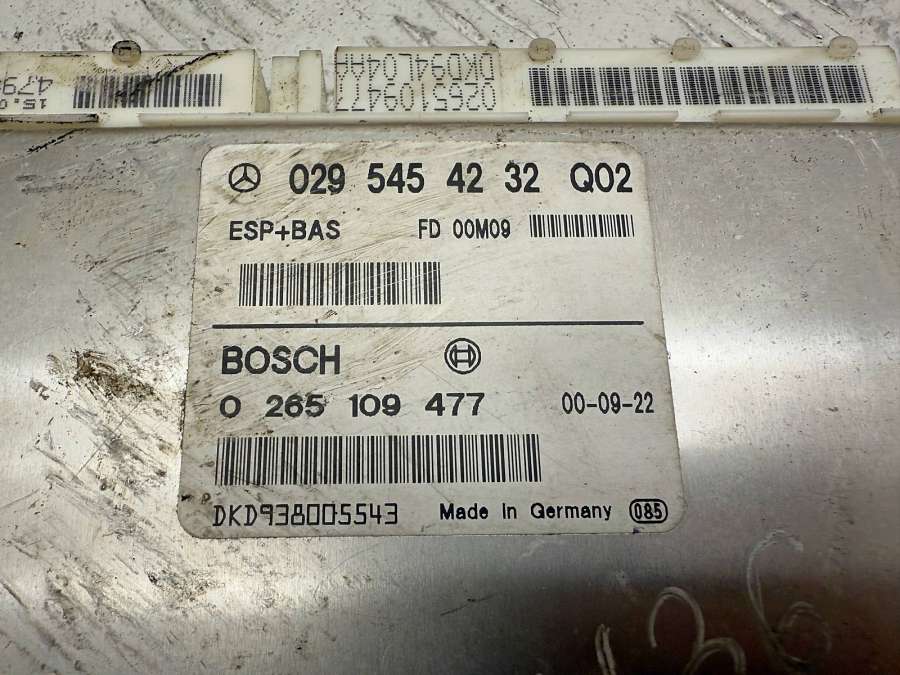 DKD94L04AA
0265109477
029 545 42 32 Q02
ESP+BAS FD 00M09
BOSCH
0 265 109 477 00-09-22
DKD938005543 Made in Germany 085